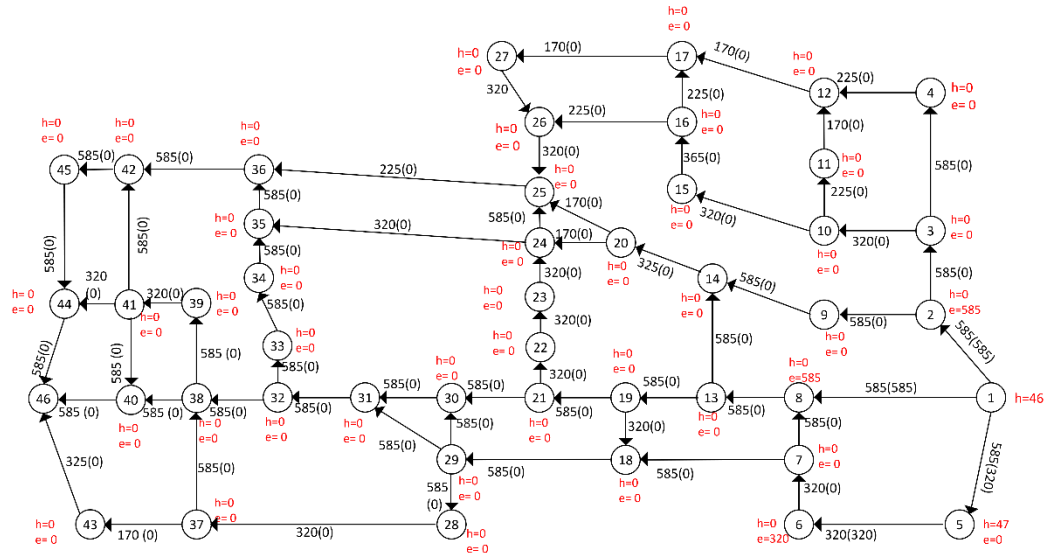 h=0
h=0
h=0
e= 0
27
170(0)
17
170(0)
e= 0
e= 0
h=0
e= 0
12
225(0)
4
h=0
e= 0
320
225(0)
h=0
e= 0
26
225(0)
16
h=0
e= 0
170(0)
585(0)
h=0
e= 0
h=0
e= 0
h=0
e= 0
320(0)
365(0)
11
h=0
e= 0
45
585(0)
42
585(0)
36
225(0)
h=0
e= 0
25
15
h=0
e= 0
225(0)
585(0)
h=0
e= 0
35
320(0)
585(0)
170(0)
320(0)
10
320(0)
3
h=0
e= 0
585(0)
585(0)
585(0)
24
170(0)
20
h=0
e= 0
h=0
e= 0
h=0
e= 0
585(0)
h=0
e= 0
34
320(0)
325(0)
14
585(0)
h=0
e= 0
44
320
(0)
41
320(0)
39
h=0
e= 0
585(0)
23
h=0
e= 0
h=0
e= 0
9
585(0)
2
h=0
e=585
h=0
e= 0
320(0)
h=0
e= 0
585(0)
585 (0)
585 (0)
33
h=0
e= 0
22
h=0
e= 0
585(0)
585(585)
585(0)
h=0
e= 0
320(0)
h=0
e= 0
h=0
e=585
585(585)
46
585 (0)
40
585(0)
38
585(0)
32
585(0)
31
585(0)
30
585(0)
21
585(0)
19
585(0)
13
585(0)
8
1
h=46
h=0
e= 0
h=0
e= 0
h=0
e= 0
h=0
e= 0
h=0
e= 0
585(0)
585(0)
320(0)
585(0)
585(320)
325(0)
585(0)
29
585(0)
18
585(0)
7
h=0
e= 0
h=0
e= 0
585
(0)
h=0
e= 0
320(0)
h=0
e= 0
43
170 (0)
37
h=0
e= 0
320(0)
28
h=0
e= 0
h=0
e=320
6
320(320)
5
h=47
e=0